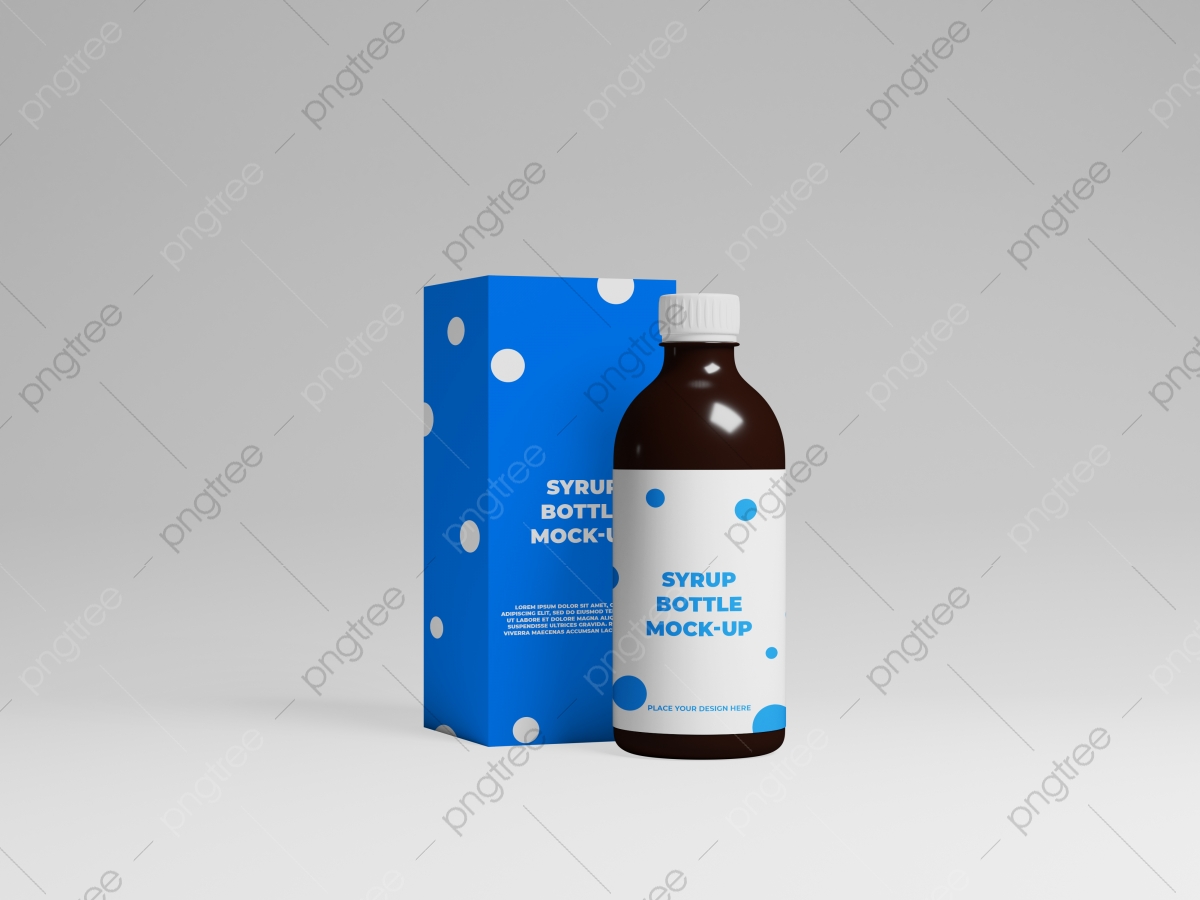 SYRUP
BOTTLE
MOCK-UP
LOREM IPSUM DOLOR SIT AMET,
ADIPISCING ELIT, SED DO EIUSMOD
UT LABORE ET DOLORE MAGNA
SUSPENDISSE ULTRICES GRAVIDA.
VIVERRA MAECENAS ACCUMSAN
SYRUP
BOTTLE
MOCK-UP
PLACE YOUR DESIGN HERE
pngtree